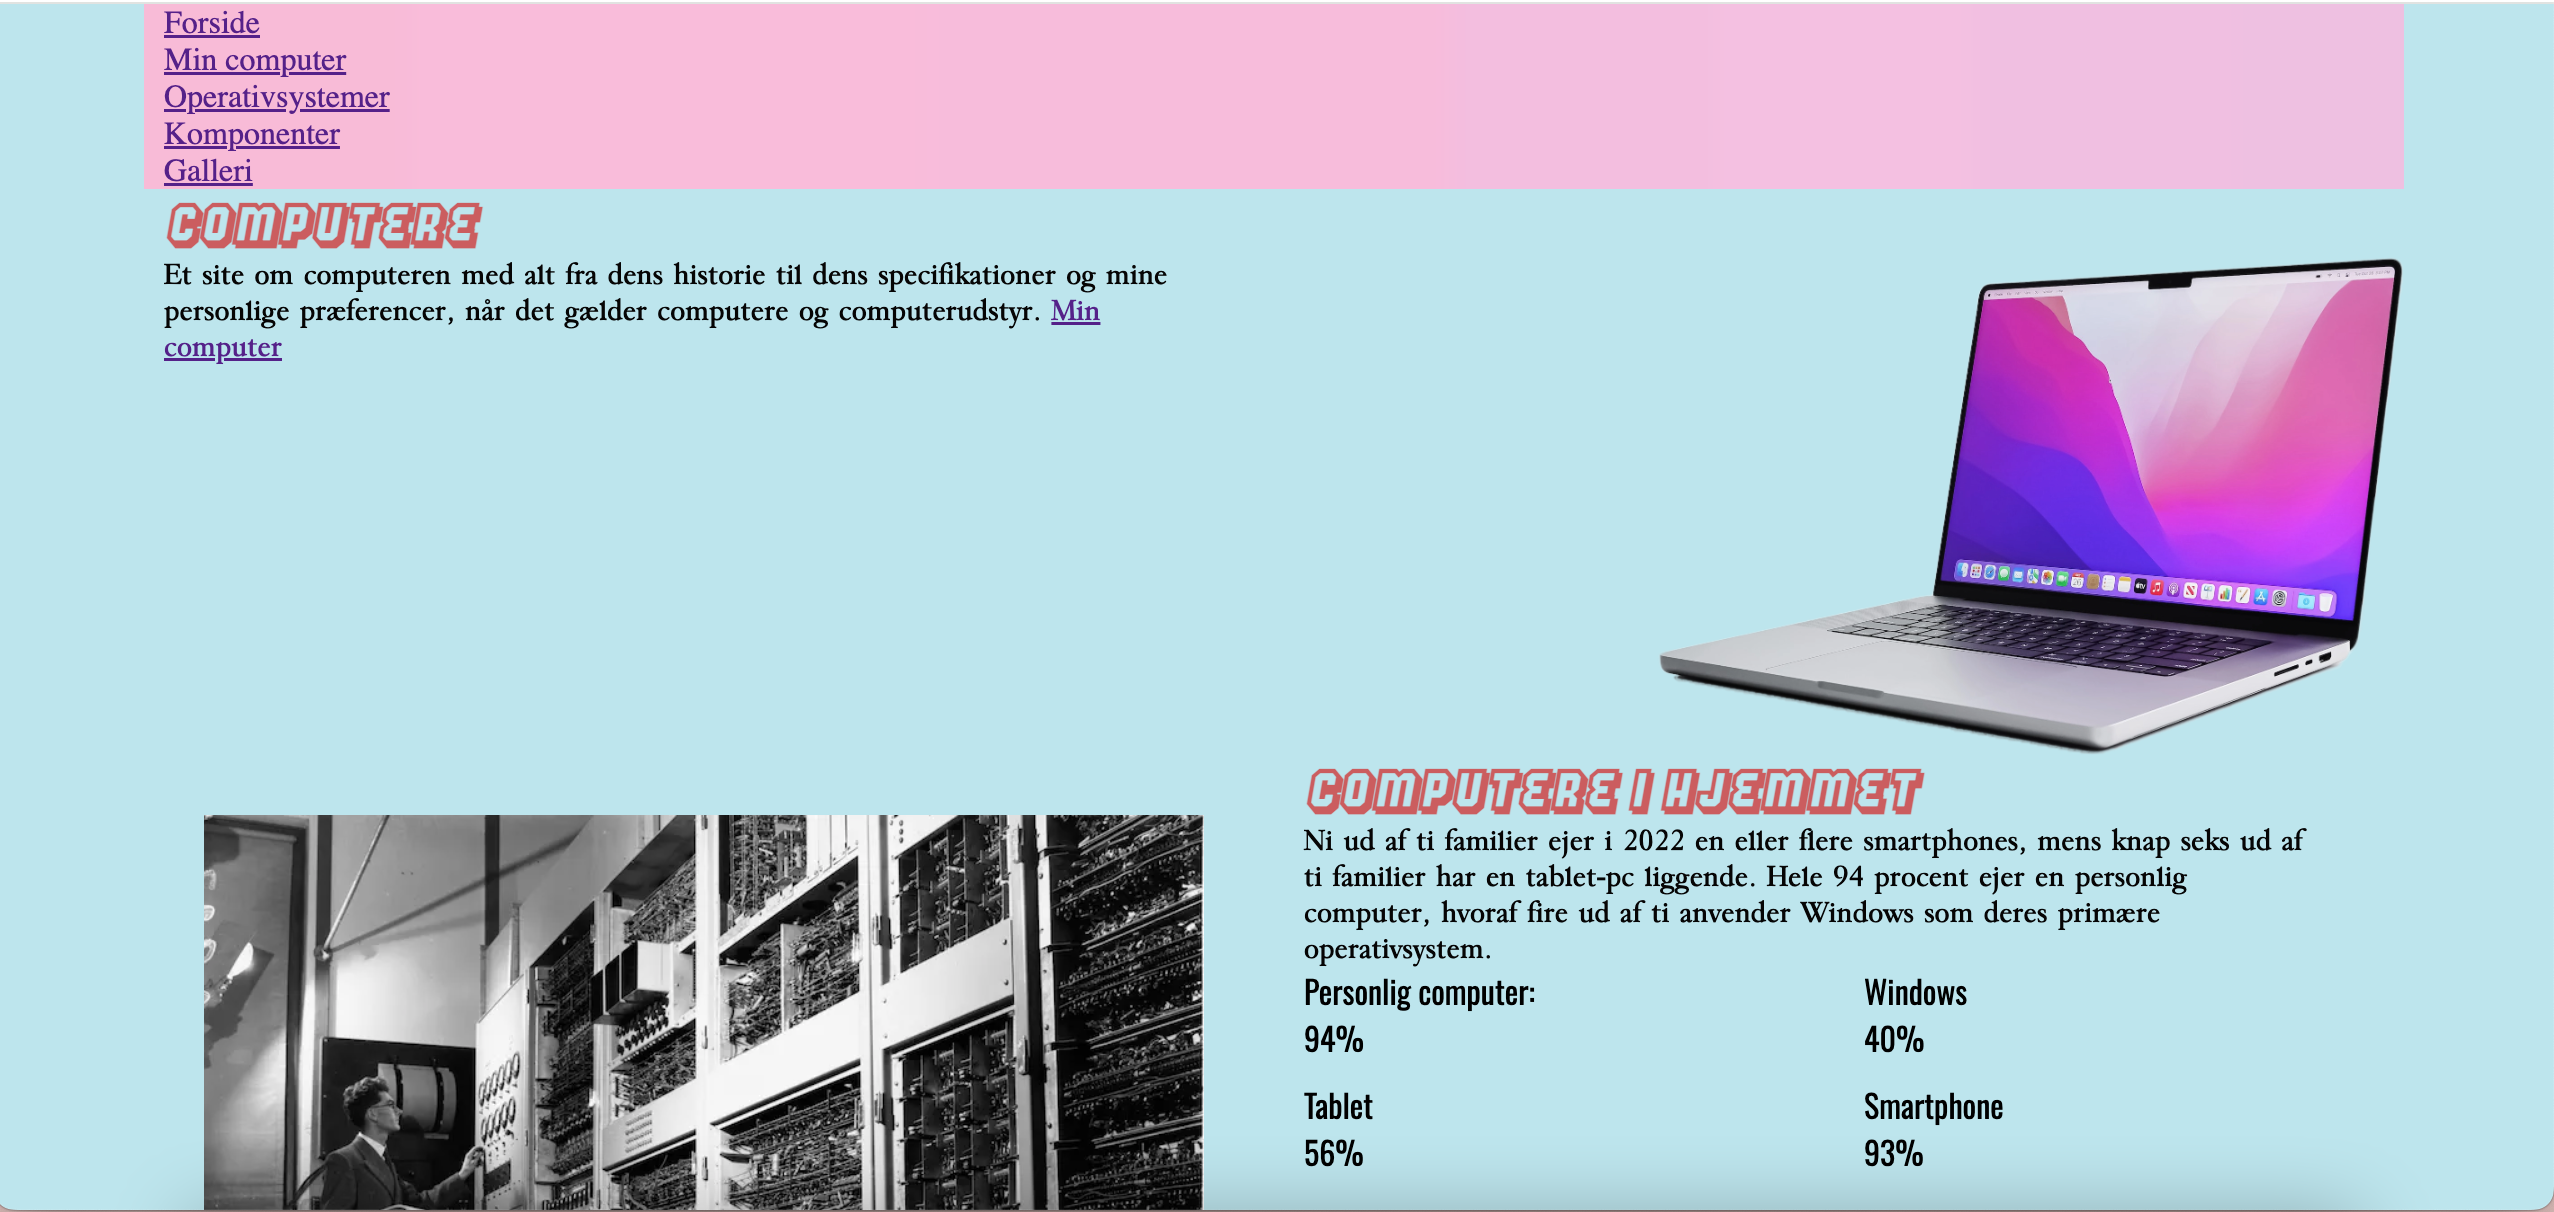 Forside
Min computer
Operativsystemer
Komponenter
Galleri
COMPUTERE
Et site om computeren med alt fra dens historie til dens specifikationer og mine
personlige præferencer, når det gælder computere og computerudstyr. Min
computer
COMPUTERE I HJEMMET
Ni ud af ti familier ejer i 2022 en eller flere smartphones, mens knap seks ud af
ti familier har en tablet-pc liggende. Hele 94 procent ejer en personlig
computer, hvoraf fire ud af ti anvender Windows som deres primære
operativsystem.
Personlig computer:
94%
Windows
40%
Tablet
56%
Smartphone
93%